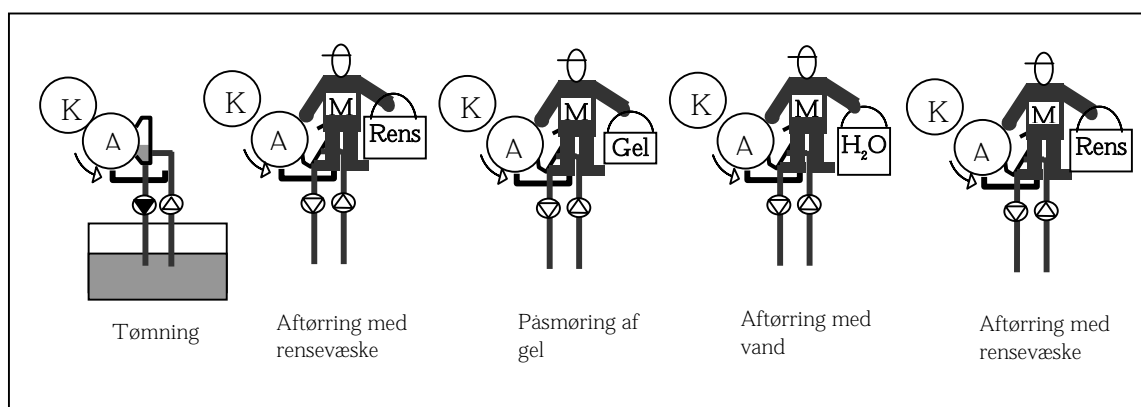 K
A
Tømning
K
A
M
Rens
Aftørring med
rensevæske
K
A
M
Gel
Påsmøring af
gel
K
A
M
H₂O
Aftørring med
vand
K
A
M
Rens
Aftørring med
rensevæske